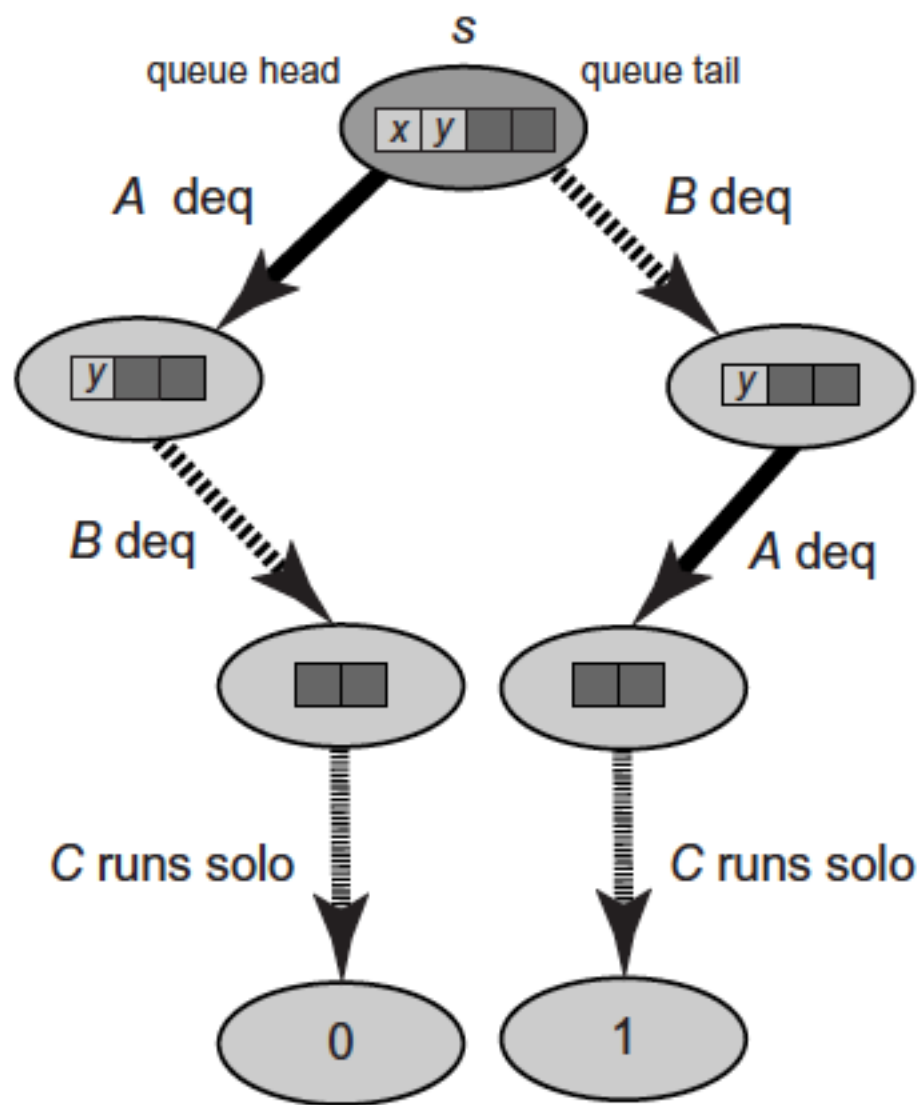 s
queue head queue tail
x y
A deq B deq
y y
B deq A deq
C runs solo C runs solo
0 1